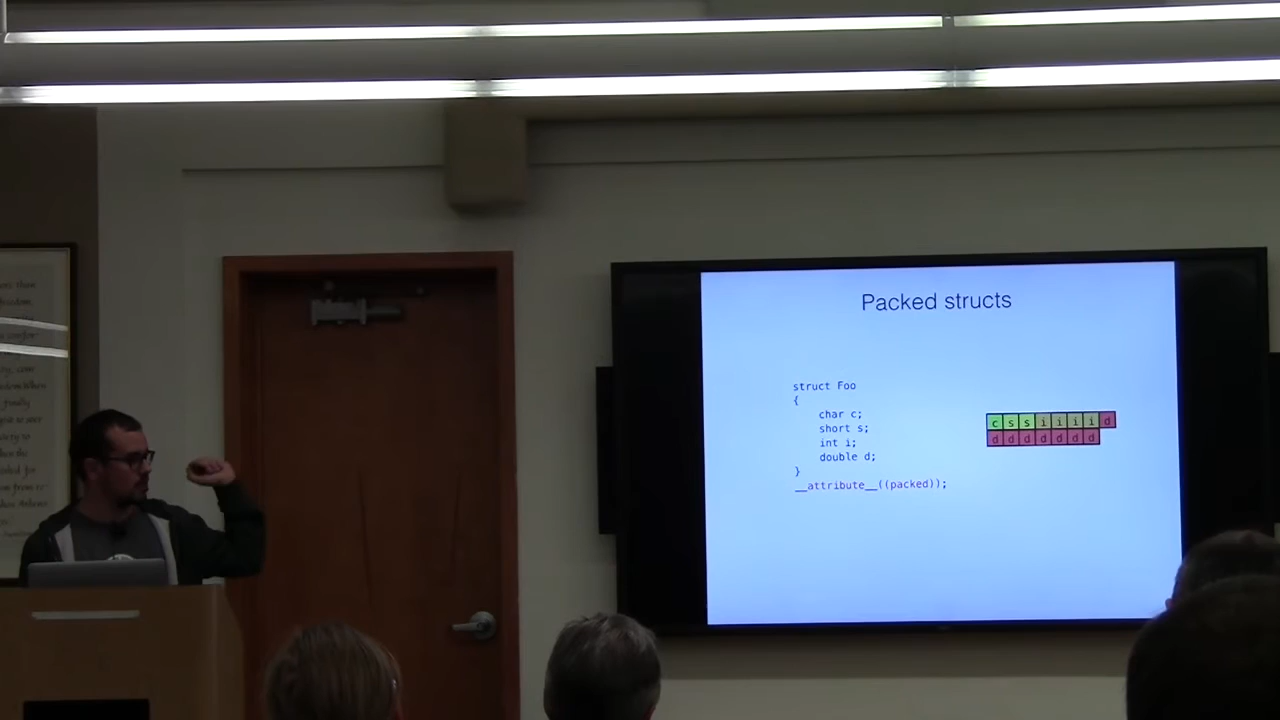 Packed structs
struct Foo
{
char c;
short s;
int i;
double d;
}
__attribute__((packed));
c s s i i i i d
d d d d d d d